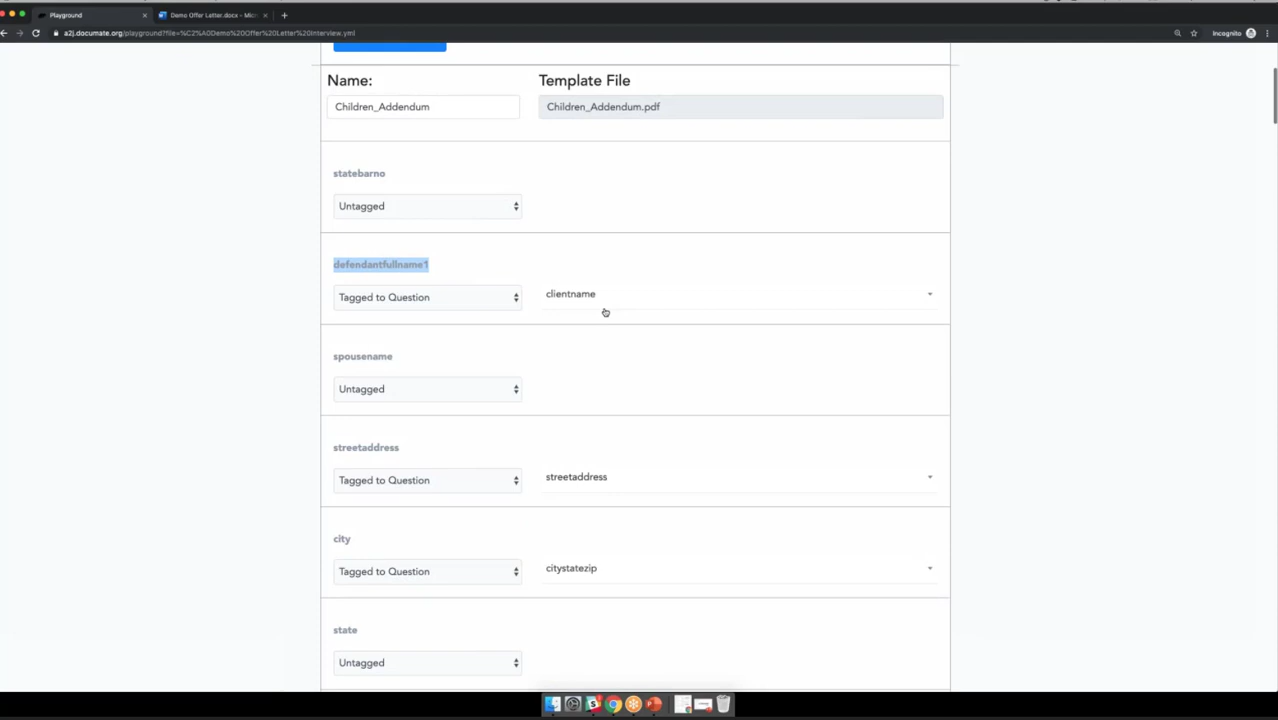 Playground
Demo Offer Letter.docx - Micr
a2j.documate.org/playground?file=%C2%A0Demo%20Offer%20Letter%20Interview.yml
Incognito
Name:
Template File
Children_Addendum
Children_Addendum.pdf
statebarno
Untagged
defendantfullname1
Tagged to Question
clientname
spousename
Untagged
streetaddress
Tagged to Question
streetaddress
city
Tagged to Question
citystatezip
state
Untagged